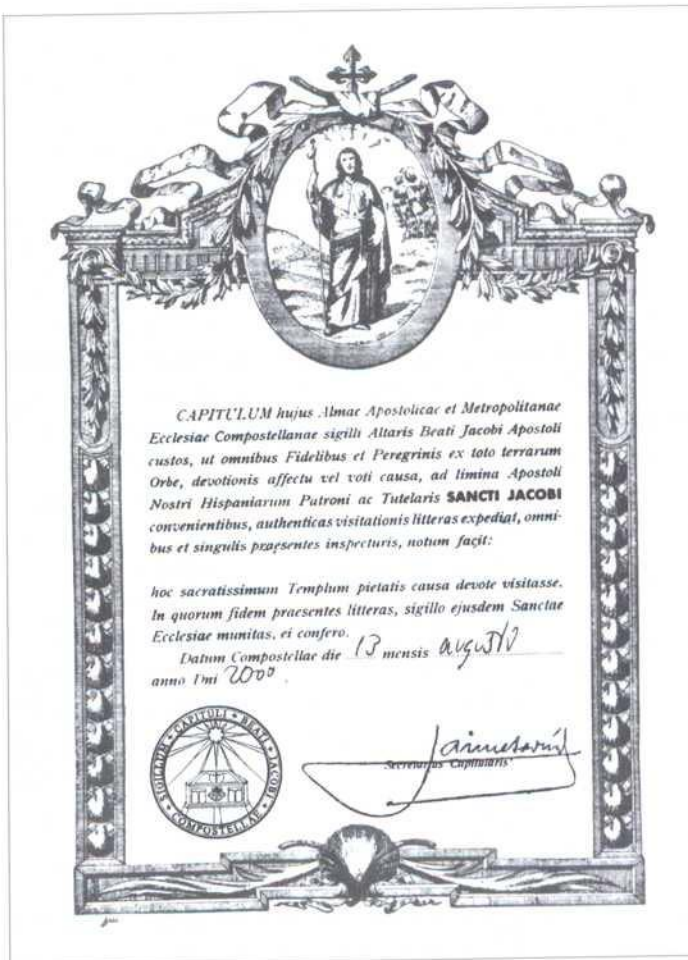 CAPITULUM hujus Almae Apostolicae et Metropolitanae
Ecclesiae Compostellanae sigilli Altaris Beati Jacobi Apostoli
custos, ut omnibus Fidelibus et Peregrinis ex toto terrarum
Orbe, devotionis affectu vel voti causa, ad limina Apostoli
Nostri Hispaniarum Patroni ac Tutelaris SANCTI JACOBI
convenientibus, authenticas visitationis litteras expediat, omni-
bus et singulis praesentes inspecturis, notum facit:
hoc sacratissimum Templum pietatis causa devote visitasse.
In quorum fidem praesentes litteras, sigillo ejusdem Sanctae
Ecclesiae munitas, ei confero.
Datum Compostellae die 13 mensis augusto
anno Dni 2000.
SIGILLUM CAPITULI BEATI JACOBI COMPOSTELLAE
Secretarius Capitularis